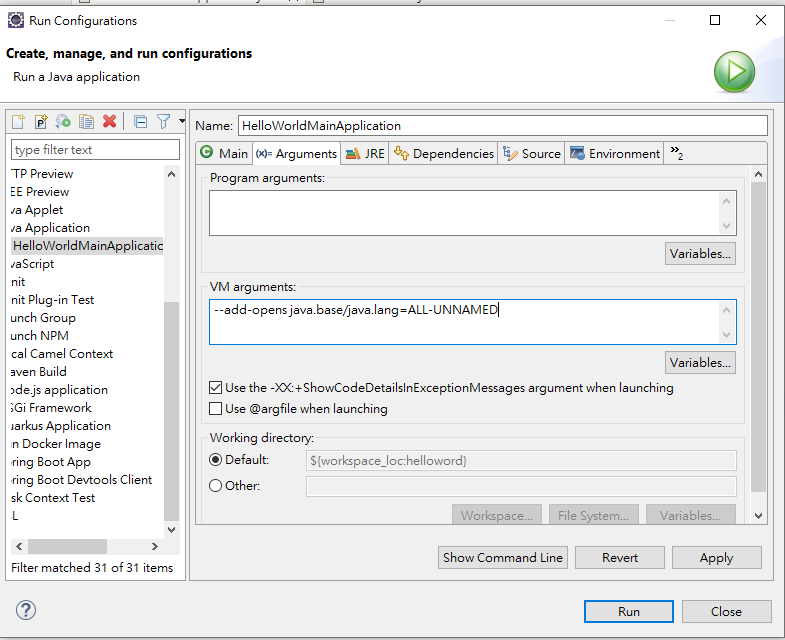 Run Configurations
Create, manage, and run configurations
Run a Java application
type filter text
TP Preview
EE Preview
va Applet
va Application
HelloWorldMainApplicatic
vaScript
nit
nit Plug-in Test
unch Group
unch NPM
cal Camel Context
aven Build
ode.js application
Gi Framework
uarkus Application
n Docker Image
ring Boot App
ring Boot Devtools Client
sk Context Test
L
Filter matched 31 of 31 items
Name: HelloWorldMainApplication
Main (x)= Arguments JRE Dependencies Source Environment »2
Program arguments:
Variables...
VM arguments:
--add-opens java.base/java.lang=ALL-UNNAMED
Variables...
Use the -XX:+ShowCodeDetailsInExceptionMessages argument when launching
Use @argfile when launching
Working directory:
Default: ${workspace_loc:helloword}
Other:
Workspace... File System... Variables...
Show Command Line Revert Apply
Run Close